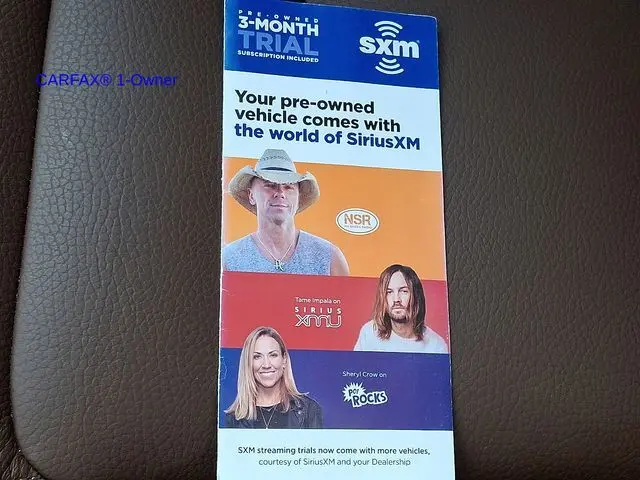 PRE-OWNED
3-MONTH
TRIAL
SUBSCRIPTION INCLUDED
sxm
CARFAX® 1-Owner
Your pre-owned
vehicle comes with
the world of SiriusXM
NSR
Tame Impala on
SIRIUS
xmU
Sheryl Crow on
POP
ROCKS
SXM streaming trials now come with more vehicles,
courtesy of SiriusXM and your Dealership